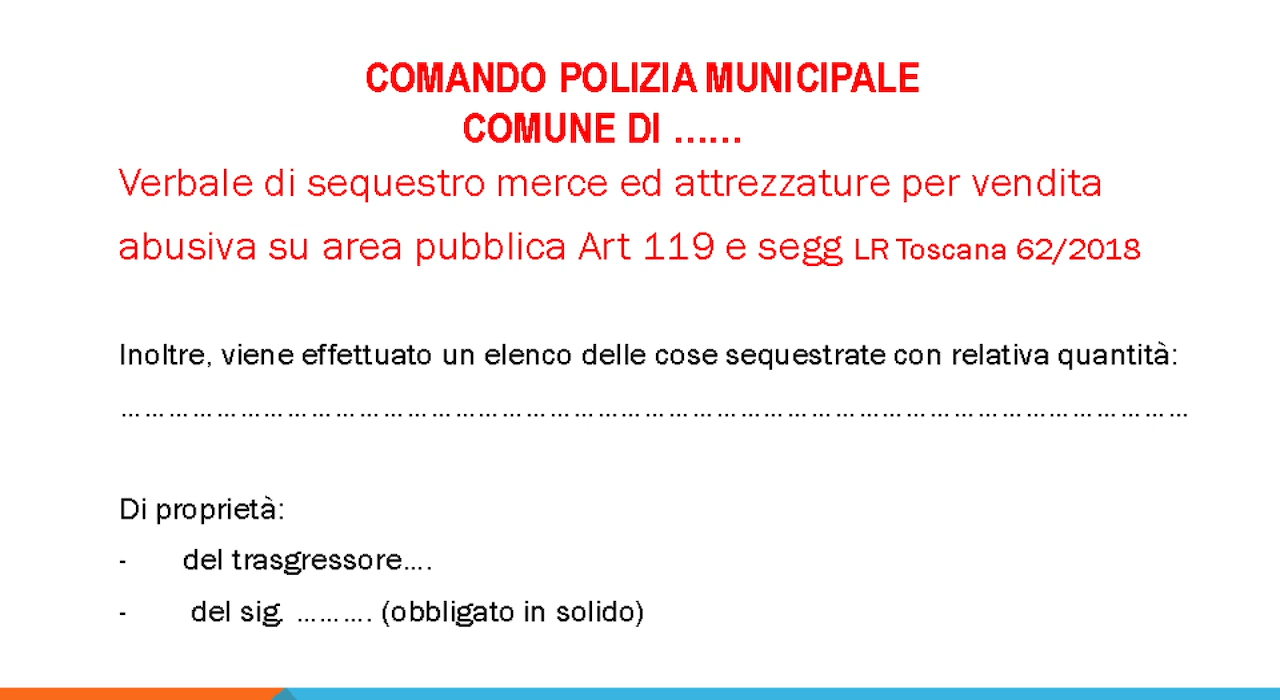 COMANDO POLIZIA MUNICIPALE
COMUNE DI ......
Verbale di sequestro merce ed attrezzature per vendita
abusiva su area pubblica Art 119 e segg LR Toscana 62/2018
Inoltre, viene effettuato un elenco delle cose sequestrate con relativa quantità:
………………………………………………………………………………………………………………………
Di proprietà:
- del trasgressore….
- del sig. ………. (obbligato in solido)